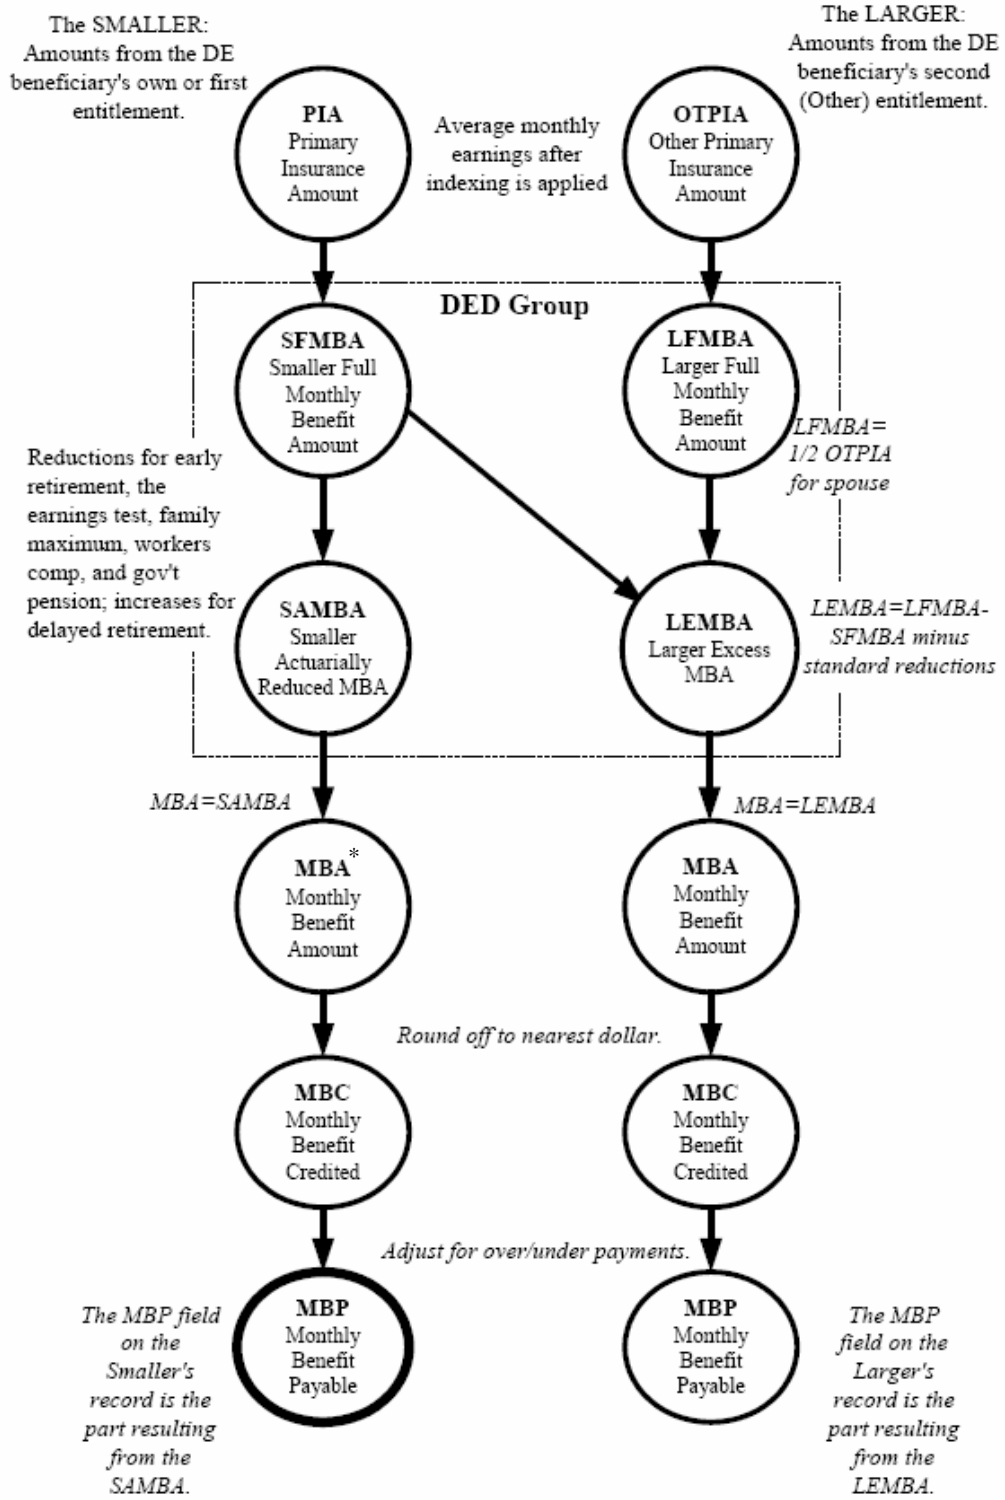 The SMALLER:
Amounts from the DE
beneficiary's own or first
entitlement.
The LARGER:
Amounts from the DE
beneficiary's second
(Other) entitlement.
PIA
Primary
Insurance
Amount
Average monthly
earnings after
indexing is applied
OTPIA
Other Primary
Insurance
Amount
DED Group
SFMBA
Smaller Full
Monthly
Benefit
Amount
LFMBA
Larger Full
Monthly
Benefit
Amount
LFMBA=
1/2 OTPIA
for spouse
Reductions for early
retirement, the
earnings test, family
maximum, workers
comp, and gov't
pension; increases for
delayed retirement.
SAMBA
Smaller
Actuarially
Reduced MBA
LEMBA
Larger Excess
MBA
LEMBA=LFMBA-
SFMBA minus
standard reductions
MBA=SAMBA
MBA=LEMBA
MBA*
Monthly
Benefit
Amount
MBA
Monthly
Benefit
Amount
Round off to nearest dollar.
MBC
Monthly
Benefit
Credited
MBC
Monthly
Benefit
Credited
Adjust for over/under payments.
The MBP field
on the
Smaller's
record is the
part resulting
from the
SAMBA.
MBP
Monthly
Benefit
Payable
MBP
Monthly
Benefit
Payable
The MBP
field on the
Larger's
record is the
part resulting
from the
LEMBA.